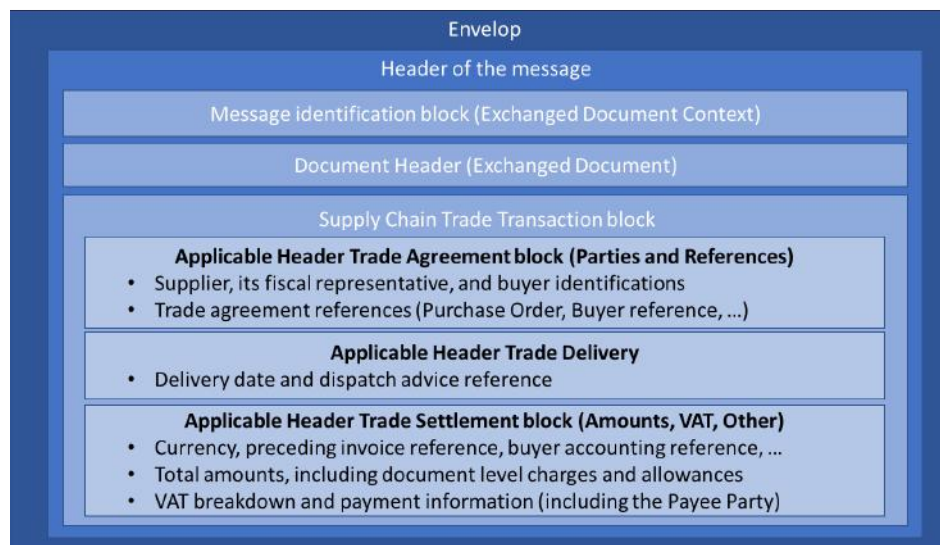 Envelop
Header of the message
Message identification block (Exchanged Document Context)
Document Header (Exchanged Document)
Supply Chain Trade Transaction block
Applicable Header Trade Agreement block (Parties and References)
• Supplier, its fiscal representative, and buyer identifications
• Trade agreement references (Purchase Order, Buyer reference, ...)
Applicable Header Trade Delivery
• Delivery date and dispatch advice reference
Applicable Header Trade Settlement block (Amounts, VAT, Other)
• Currency, preceding invoice reference, buyer accounting reference, ...
• Total amounts, including document level charges and allowances
• VAT breakdown and payment information (including the Payee Party)